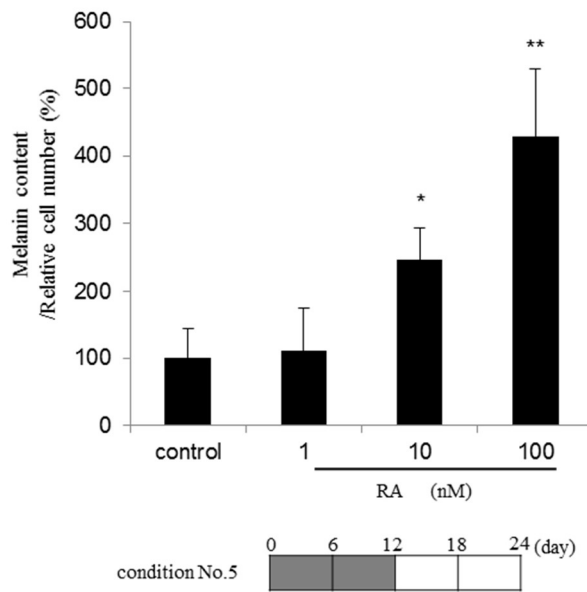 Melanin content
/Relative cell number (%)
600
500
400
300
200
100
0
*
**
control 1 10 100
RA (nM)
0 6 12 18 24 (day)
condition No.5